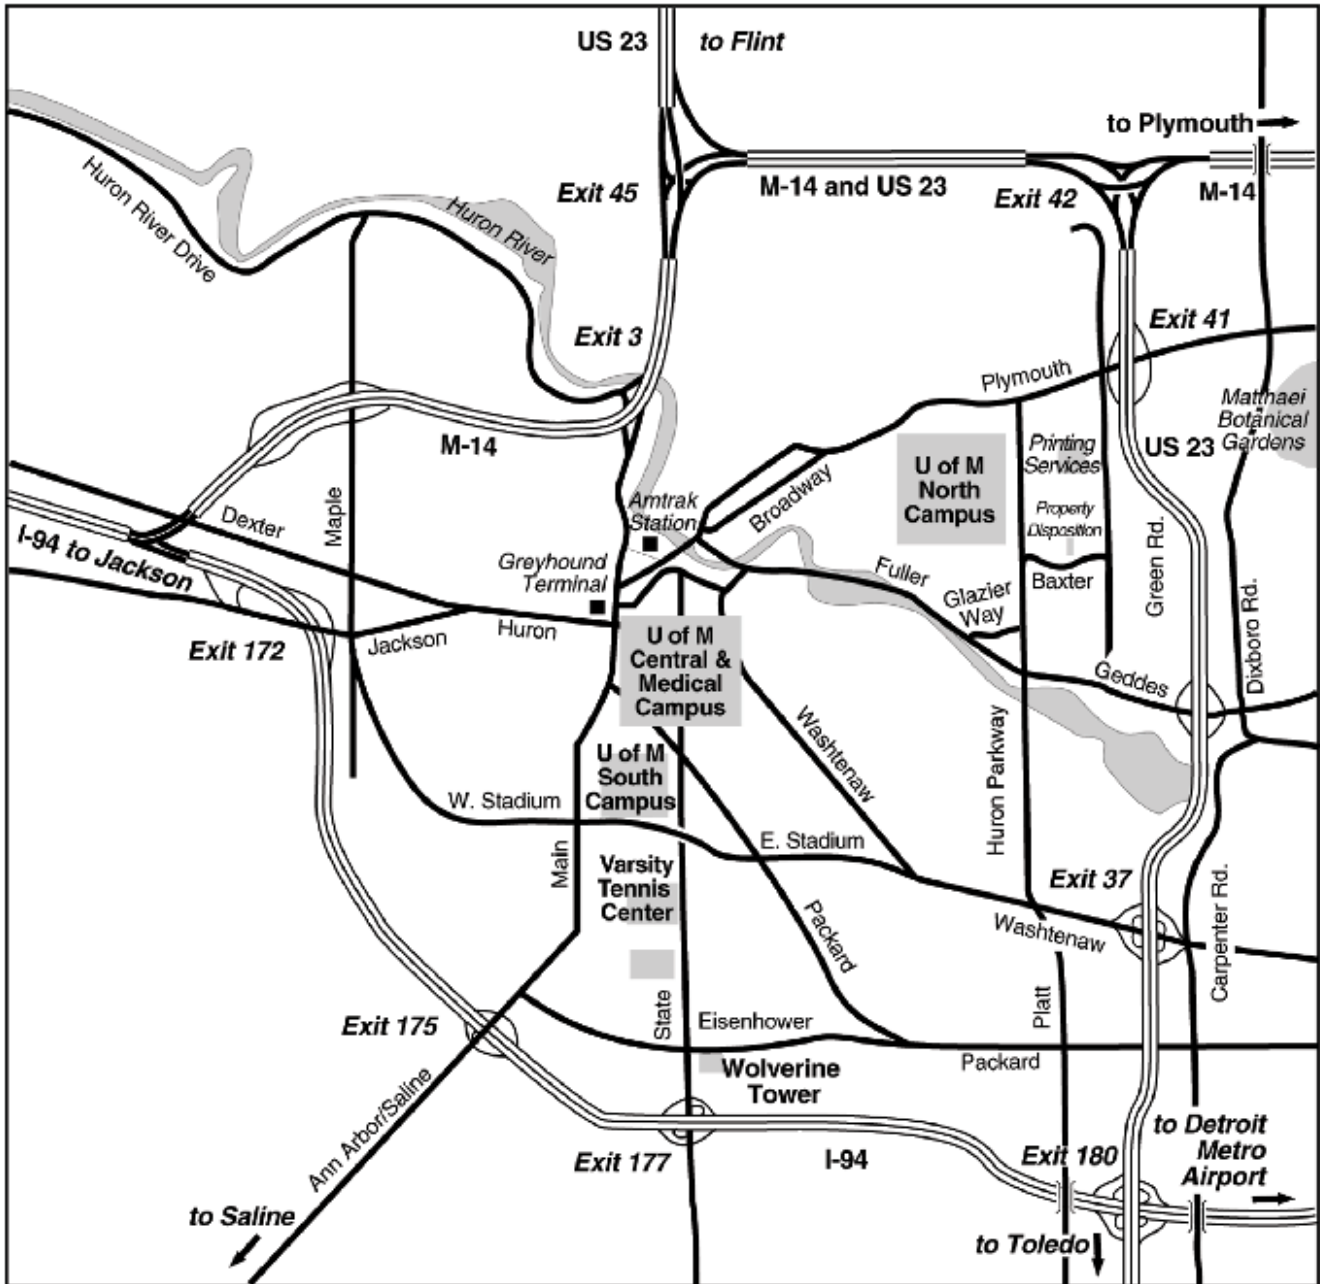 US 23
to Flint
to Plymouth
Exit 45
M-14 and US 23
Exit 42
M-14
Huron River Drive
Huron River
Exit 3
Exit 41
Plymouth
Matthaei
Botanical
Gardens
M-14
U of M
North
Campus
Printing
Services
US 23
Dexter
Maple
Amtrak
Station
Broadway
Property
Disposition
I-94 to Jackson
Greyhound
Terminal
Fuller
Glazier
Way
Baxter
Green Rd.
Dixboro Rd.
Exit 172
Jackson
Huron
U of M
Central &
Medical
Campus
Geddes
Washtenaw
Huron Parkway
U of M
South
Campus
W. Stadium
E. Stadium
Main
Varsity
Tennis
Center
Exit 37
Packard
Washtenaw
Carpenter Rd.
State
Platt
Exit 175
Eisenhower
Wolverine
Tower
Packard
Ann Arbor/Saline
Exit 177
I-94
Exit 180
to Detroit
Metro
Airport
to Saline
to Toledo